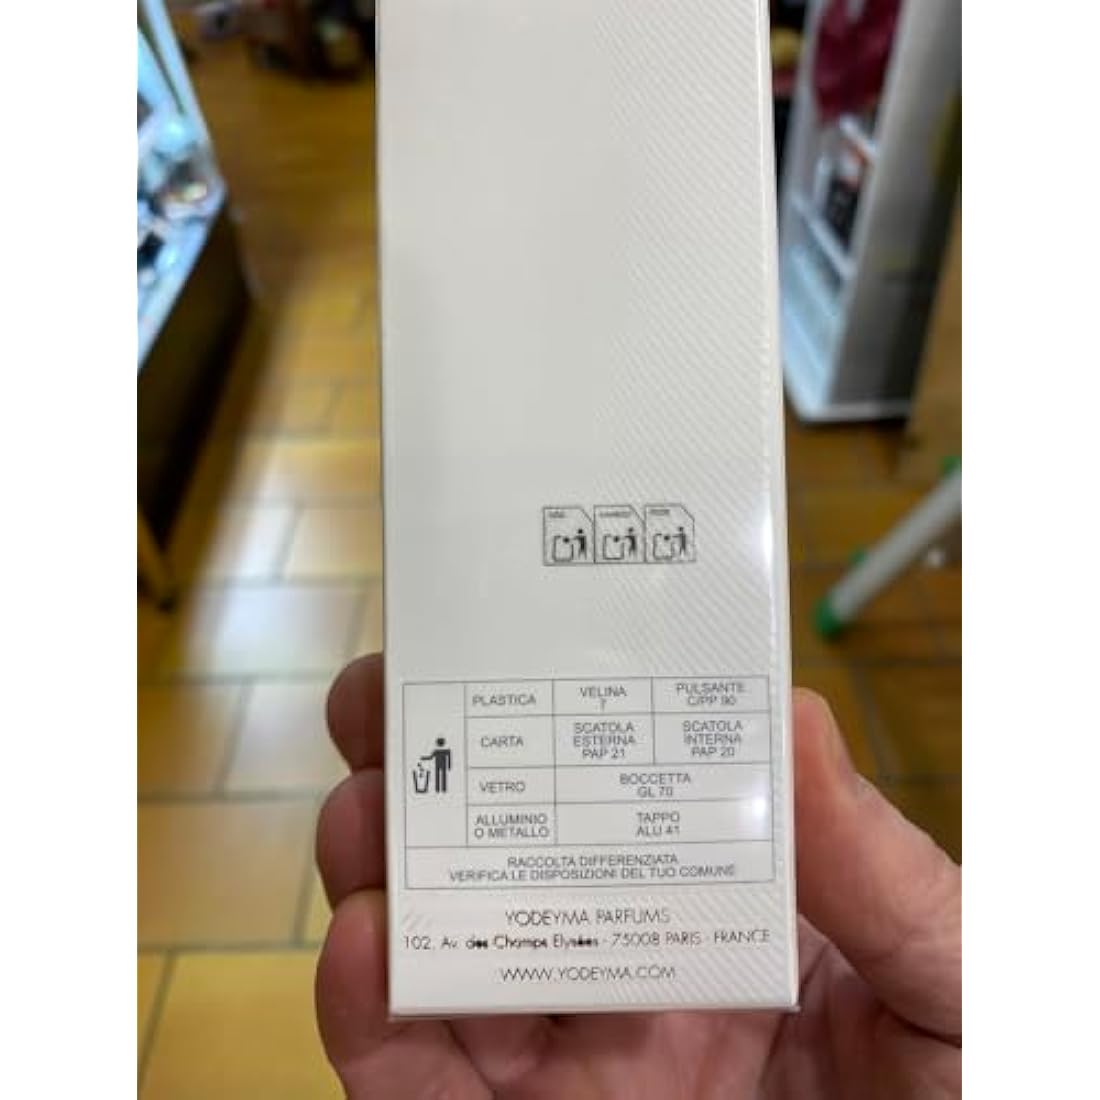 PLASTICA
VELINA
7
PULSANTE
C/PP 90
CARTA
SCATOLA
ESTERNA
PAP 21
SCATOLA
INTERNA
PAP 20
VETRO
BOCCETTA
GL 70
ALLUMINIO
O METALLO
TAPPO
ALU 41
RACCOLTA DIFFERENZIATA
VERIFICA LE DISPOSIZIONI DEL TUO COMUNE
YODEYMA PARFUMS
102, Av. des Champs Elysées - 75008 PARIS - FRANCE
WWW.YODEYMA.COM